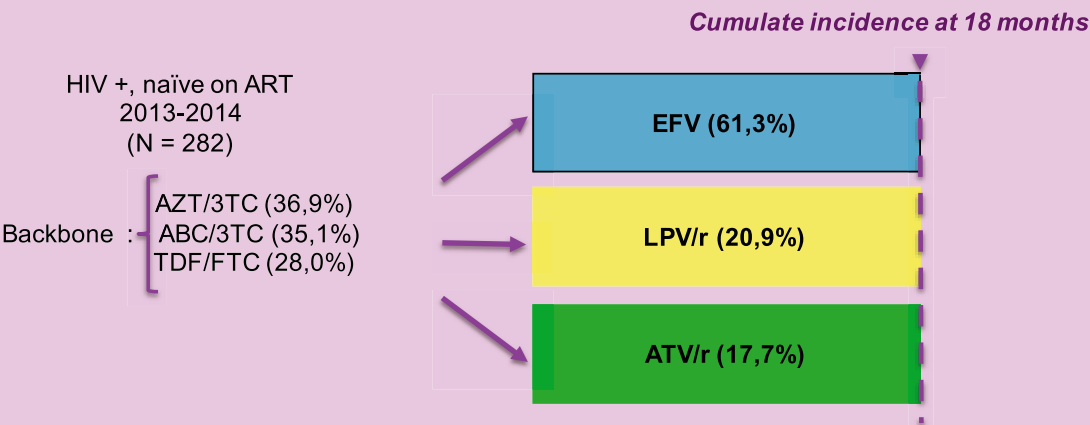 Cumulate incidence at 18 months
HIV +, naïve on ART
2013-2014
(N = 282)
Backbone :
AZT/3TC (36,9%)
ABC/3TC (35,1%)
TDF/FTC (28,0%)
EFV (61,3%)
LPV/r (20,9%)
ATV/r (17,7%)